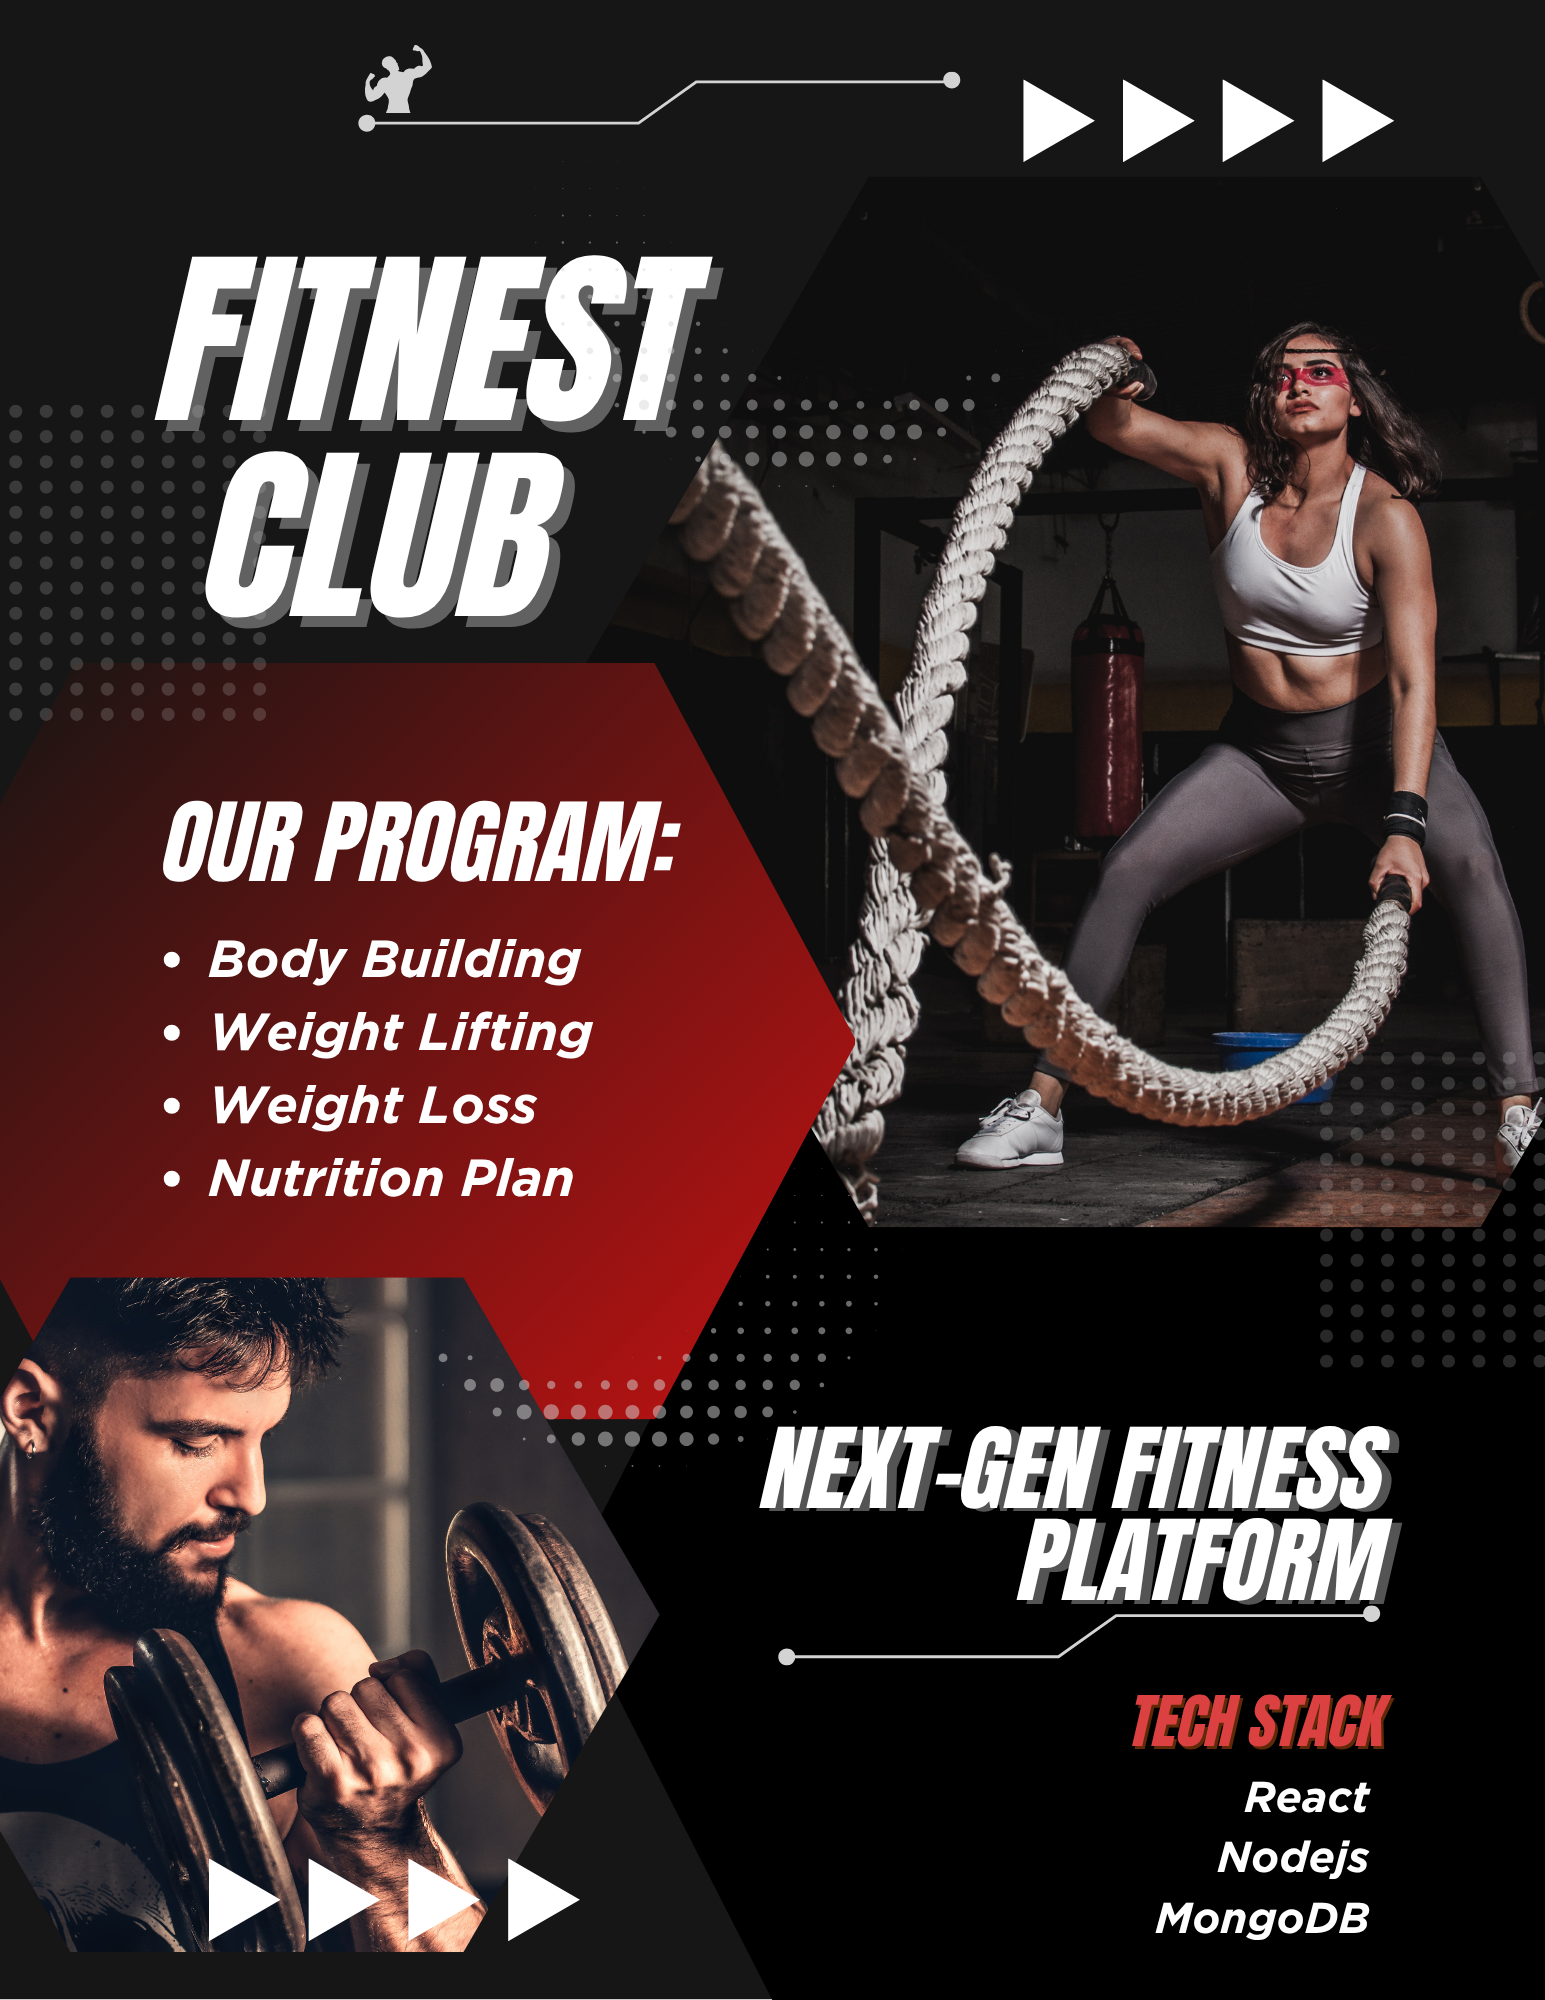 FITNEST
CLUB
OUR PROGRAM:
• Body Building
• Weight Lifting
• Weight Loss
• Nutrition Plan
NEXT-GEN FITNESS
PLATFORM
TECH STACK
React
Nodejs
MongoDB